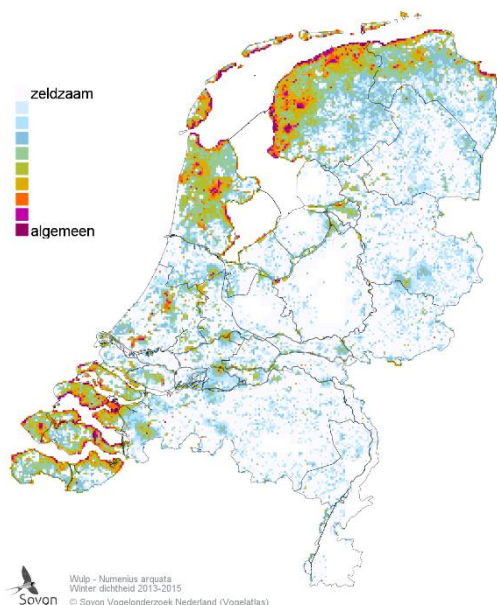 zeldzaam
algemeen
Wulp - Numenius arquata
Winter dichtheid 2013-2015
© Sovon Vogelonderzoek Nederland (Vogelatlas)
Sovon